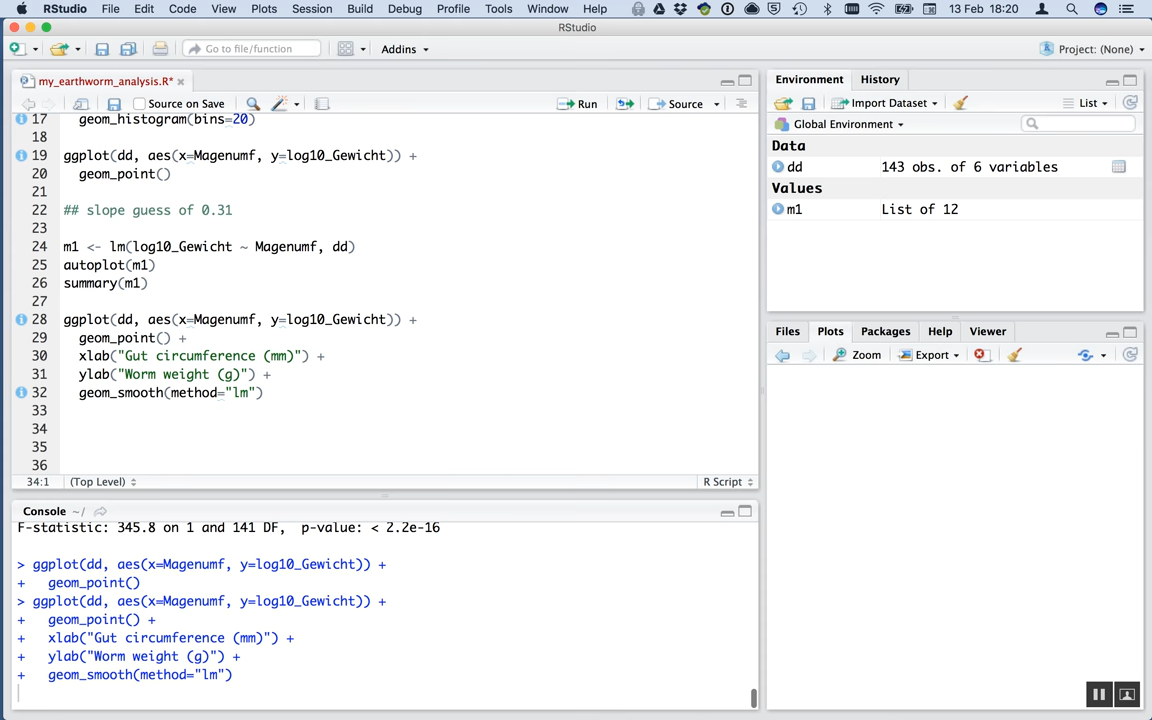 RStudio File Edit Code View Plots Session Build Debug Profile Tools Window Help 13 Feb 18:20
RStudio
Go to file/function Addins Project: (None)
my_earthworm_analysis.R*
Source on Save Run Source
17 geom_histogram(bins=20)
18
19 ggplot(dd, aes(x=Magenumf, y=log10_Gewicht)) +
20 geom_point()
21
22 ## slope guess of 0.31
23
24 m1 <- lm(log10_Gewicht ~ Magenumf, dd)
25 autoplot(m1)
26 summary(m1)
27
28 ggplot(dd, aes(x=Magenumf, y=log10_Gewicht)) +
29 geom_point() +
30 xlab("Gut circumference (mm)") +
31 ylab("Worm weight (g)") +
32 geom_smooth(method="lm")
33
34
35
36
34:1 (Top Level) R Script
Console ~/
F-statistic: 345.8 on 1 and 141 DF, p-value: < 2.2e-16
> ggplot(dd, aes(x=Magenumf, y=log10_Gewicht)) +
+ geom_point()
> ggplot(dd, aes(x=Magenumf, y=log10_Gewicht)) +
+ geom_point() +
+ xlab("Gut circumference (mm)") +
+ ylab("Worm weight (g)") +
+ geom_smooth(method="lm")
Environment History
Import Dataset List
Global Environment
Data
dd 143 obs. of 6 variables
Values
m1 List of 12
Files Plots Packages Help Viewer
Zoom Export